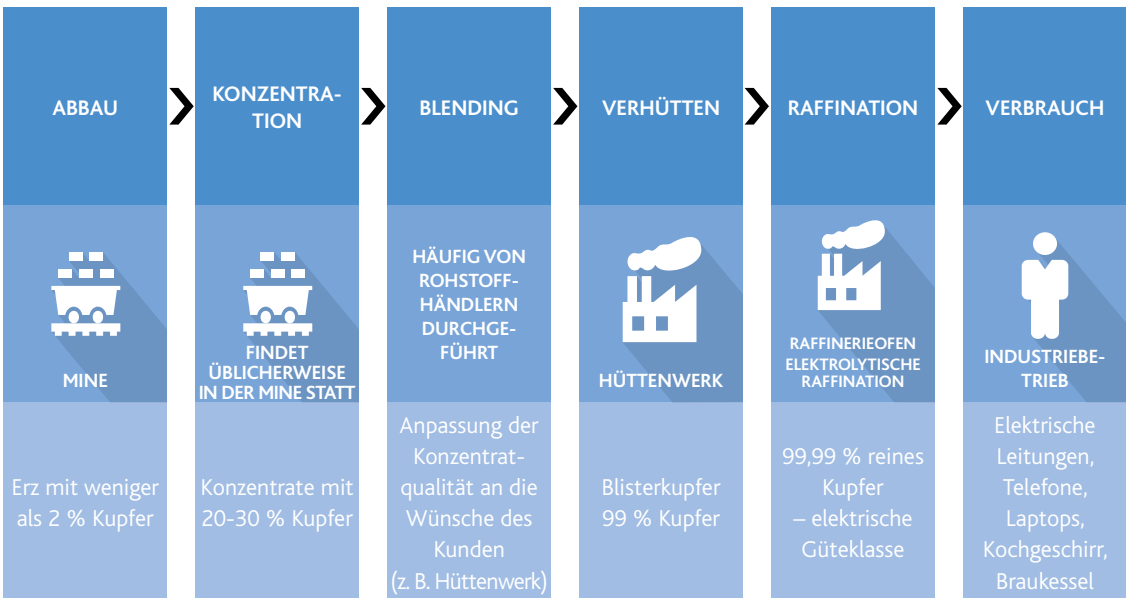 ABBAU
MINE
Erz mit weniger
als 2 % Kupfer
KONZENTRA-
TION
FINDET
ÜBLICHERWEISE
IN DER MINE STATT
Konzentrate mit
20-30 % Kupfer
BLENDING
HÄUFIG VON
ROHSTOFF-
HÄNDLERN
DURCHGE-
FÜHRT
Anpassung der
Konzentrat-
qualität an die
Wünsche des
Kunden
(z. B. Hüttenwerk)
VERHÜTTEN
HÜTTENWERK
Blisterkupfer
99 % Kupfer
RAFFINATION
RAFFINERIEOFEN
ELEKTROLYTISCHE
RAFFINATION
99,99 % reines
Kupfer
– elektrische
Güteklasse
VERBRAUCH
INDUSTRIEBE-
TRIEB
Elektrische
Leitungen,
Telefone,
Laptops,
Kochgeschirr,
Braukessel